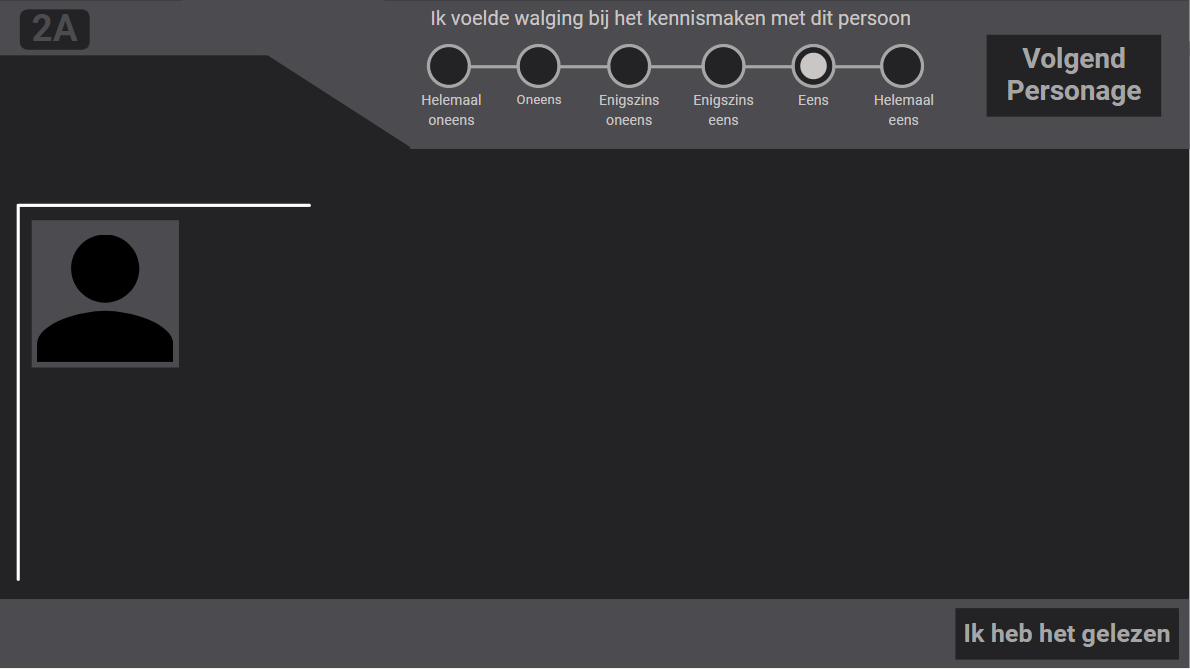 2A
Ik voelde walging bij het kennismaken met dit persoon
Helemaal oneens
Oneens
Enigszins oneens
Enigszins eens
Eens
Helemaal eens
Volgend
Personage
Ik heb het gelezen